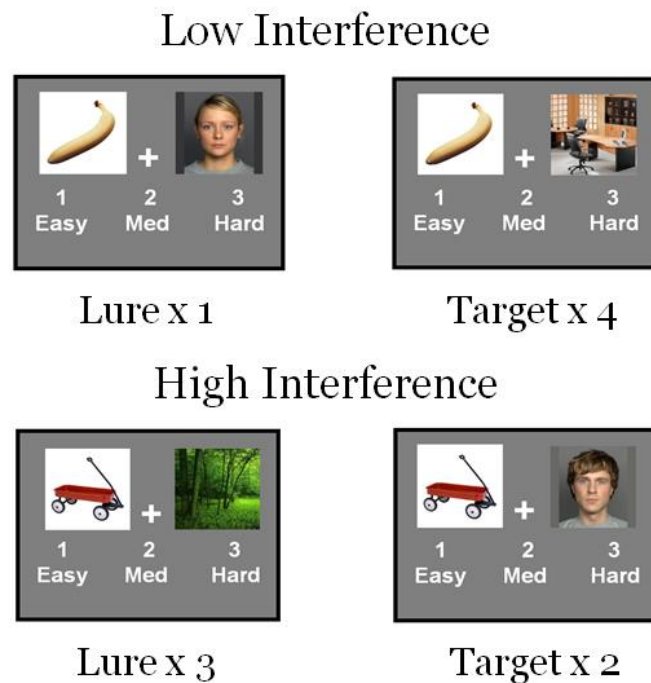 Low Interference
+
1 2 3
Easy Med Hard
+
1 2 3
Easy Med Hard
Lure x 1
Target x 4
High Interference
+
1 2 3
Easy Med Hard
+
1 2 3
Easy Med Hard
Lure x 3
Target x 2